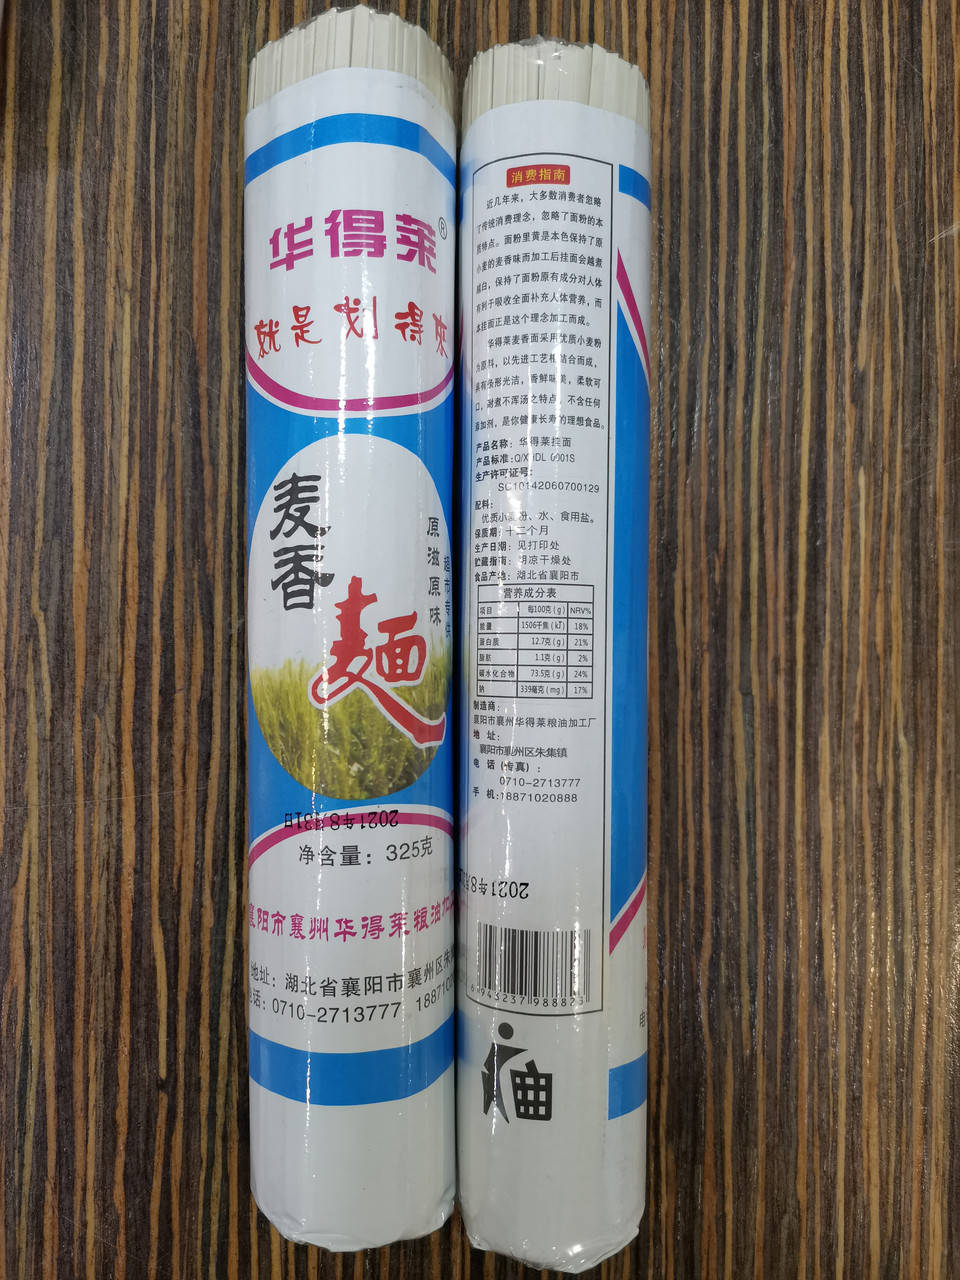 华得莱®
就是划得来
麦香
麺
原滋原味
超市专供
2021年8月31日
净含量：325克
襄阳市襄州华得莱粮油加
地址：湖北省襄阳市襄州区朱
电话：0710-2713777 188710
消费指南
近几年来，大多数消费者忽略
了传统消费理念，忽略了面粉的本
质特点。面粉里黄是本色保持了原
小麦的麦香味而加工后挂面会越煮
越白，保持了面粉原有成分对人体
有利于吸收全面补充人体营养，而
本挂面正是这个理念加工而成。
华得莱麦香面采用优质小麦粉
为原料，以先进工艺相结合而成，
具有条形光洁，香鲜味美，柔软可
口，耐煮不浑汤之特点，不含任何
添加剂，是你健康长寿的理想食品。
产品名称：华得莱挂面
产品标准：Q/XHDL 0001S
生产许可证号：
SC10142060700129
配料：
优质小麦粉、水、食用盐。
保质期：十二个月
生产日期：见打印处
贮藏指南：阴凉干燥处
食品产地：湖北省襄阳市
营养成分表
项目 每100克(g) NRV%
能量 1506千焦(kJ) 18%
蛋白质 12.7克(g) 21%
脂肪 1.1克(g) 2%
碳水化合物 73.5克(g) 24%
钠 339毫克(mg) 17%
制造商：
襄阳市襄州华得莱粮油加工厂
地 址：
襄阳市襄州区朱集镇
电 话（传真）：
0710-2713777
手 机：18871020888
2021年8月
6 943237 988873
电